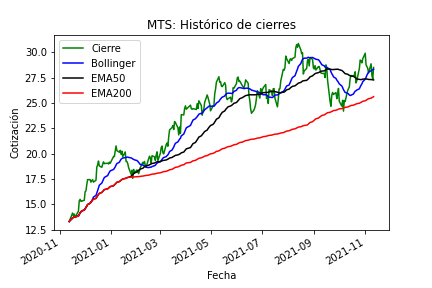 MTS: Histórico de cierres
Cierre
Bollinger
EMA50
EMA200
Cotización
30.0
27.5
25.0
22.5
20.0
17.5
15.0
12.5
2020-11
2021-01
2021-03
2021-05
2021-07
2021-09
2021-11
Fecha